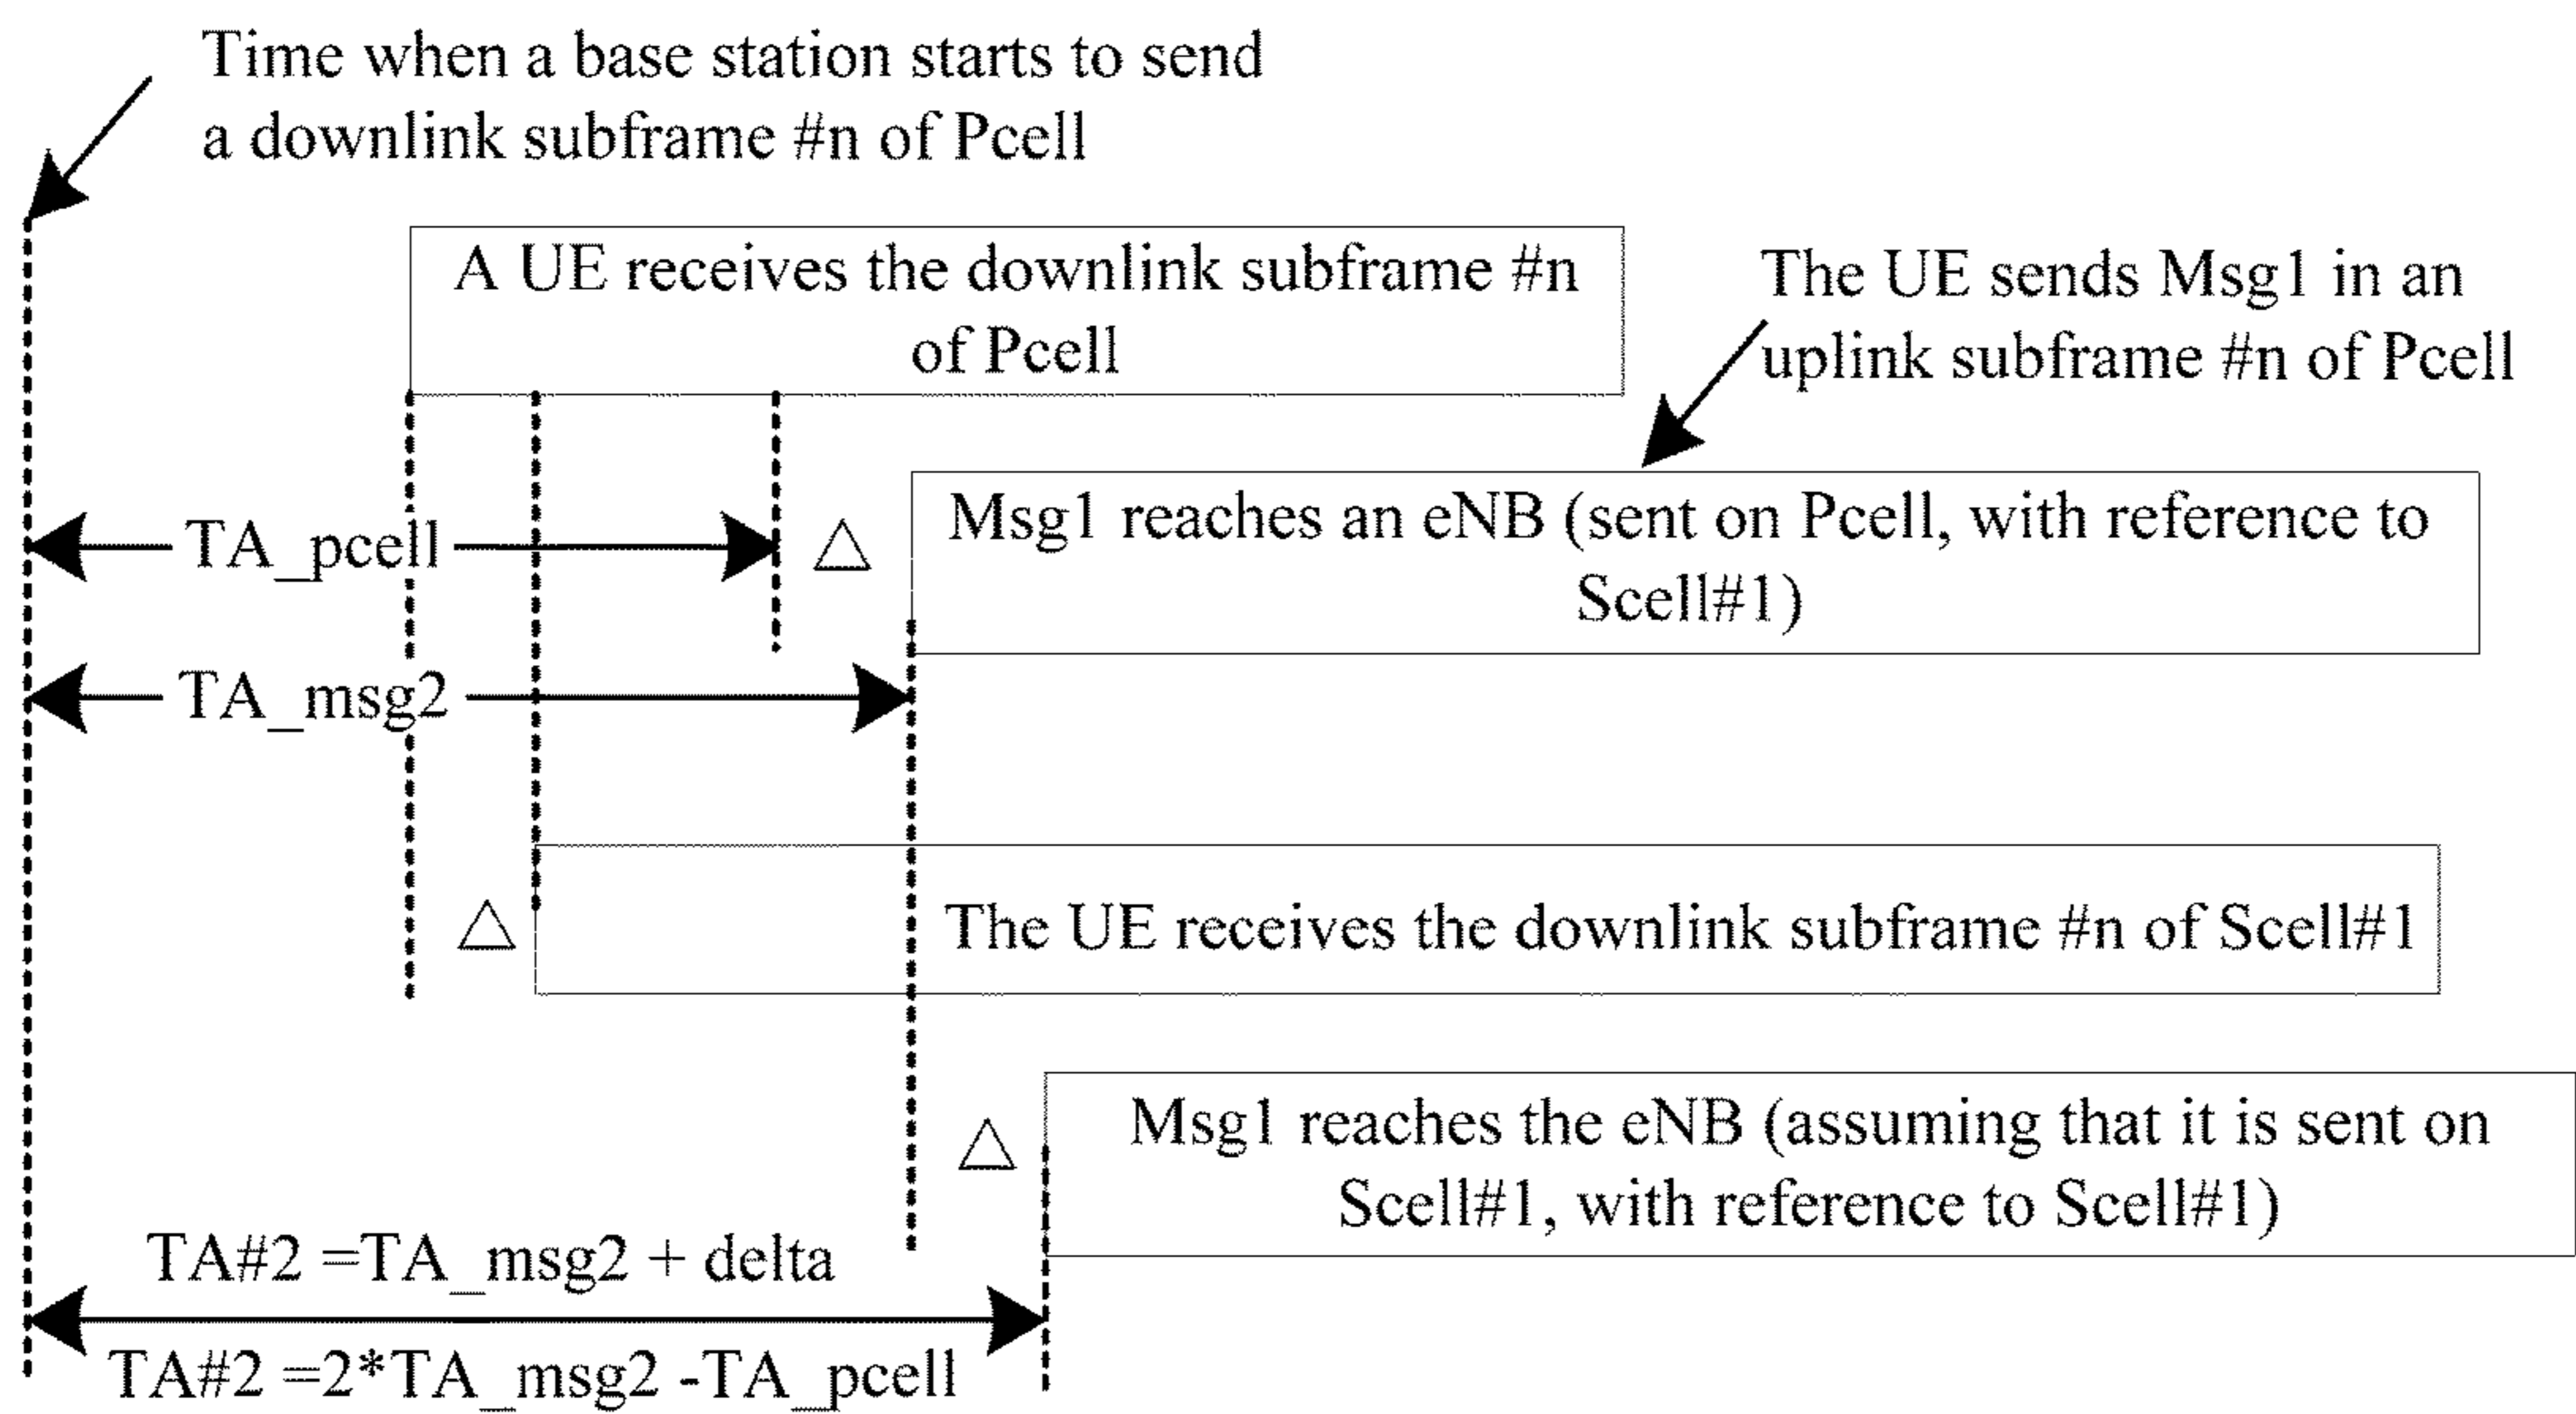 Time when a base station starts to send
a downlink subframe #n of Pcell
A UE receives the downlink subframe #n
of Pcell
The UE sends Msg1 in an
uplink subframe #n of Pcell
TA_pcell
△
Msg1 reaches an eNB (sent on Pcell, with reference to
Scell#1)
TA_msg2
△
The UE receives the downlink subframe #n of Scell#1
△
Msg1 reaches the eNB (assuming that it is sent on
Scell#1, with reference to Scell#1)
TA#2 =TA_msg2 + delta
TA#2 =2*TA_msg2 -TA_pcell